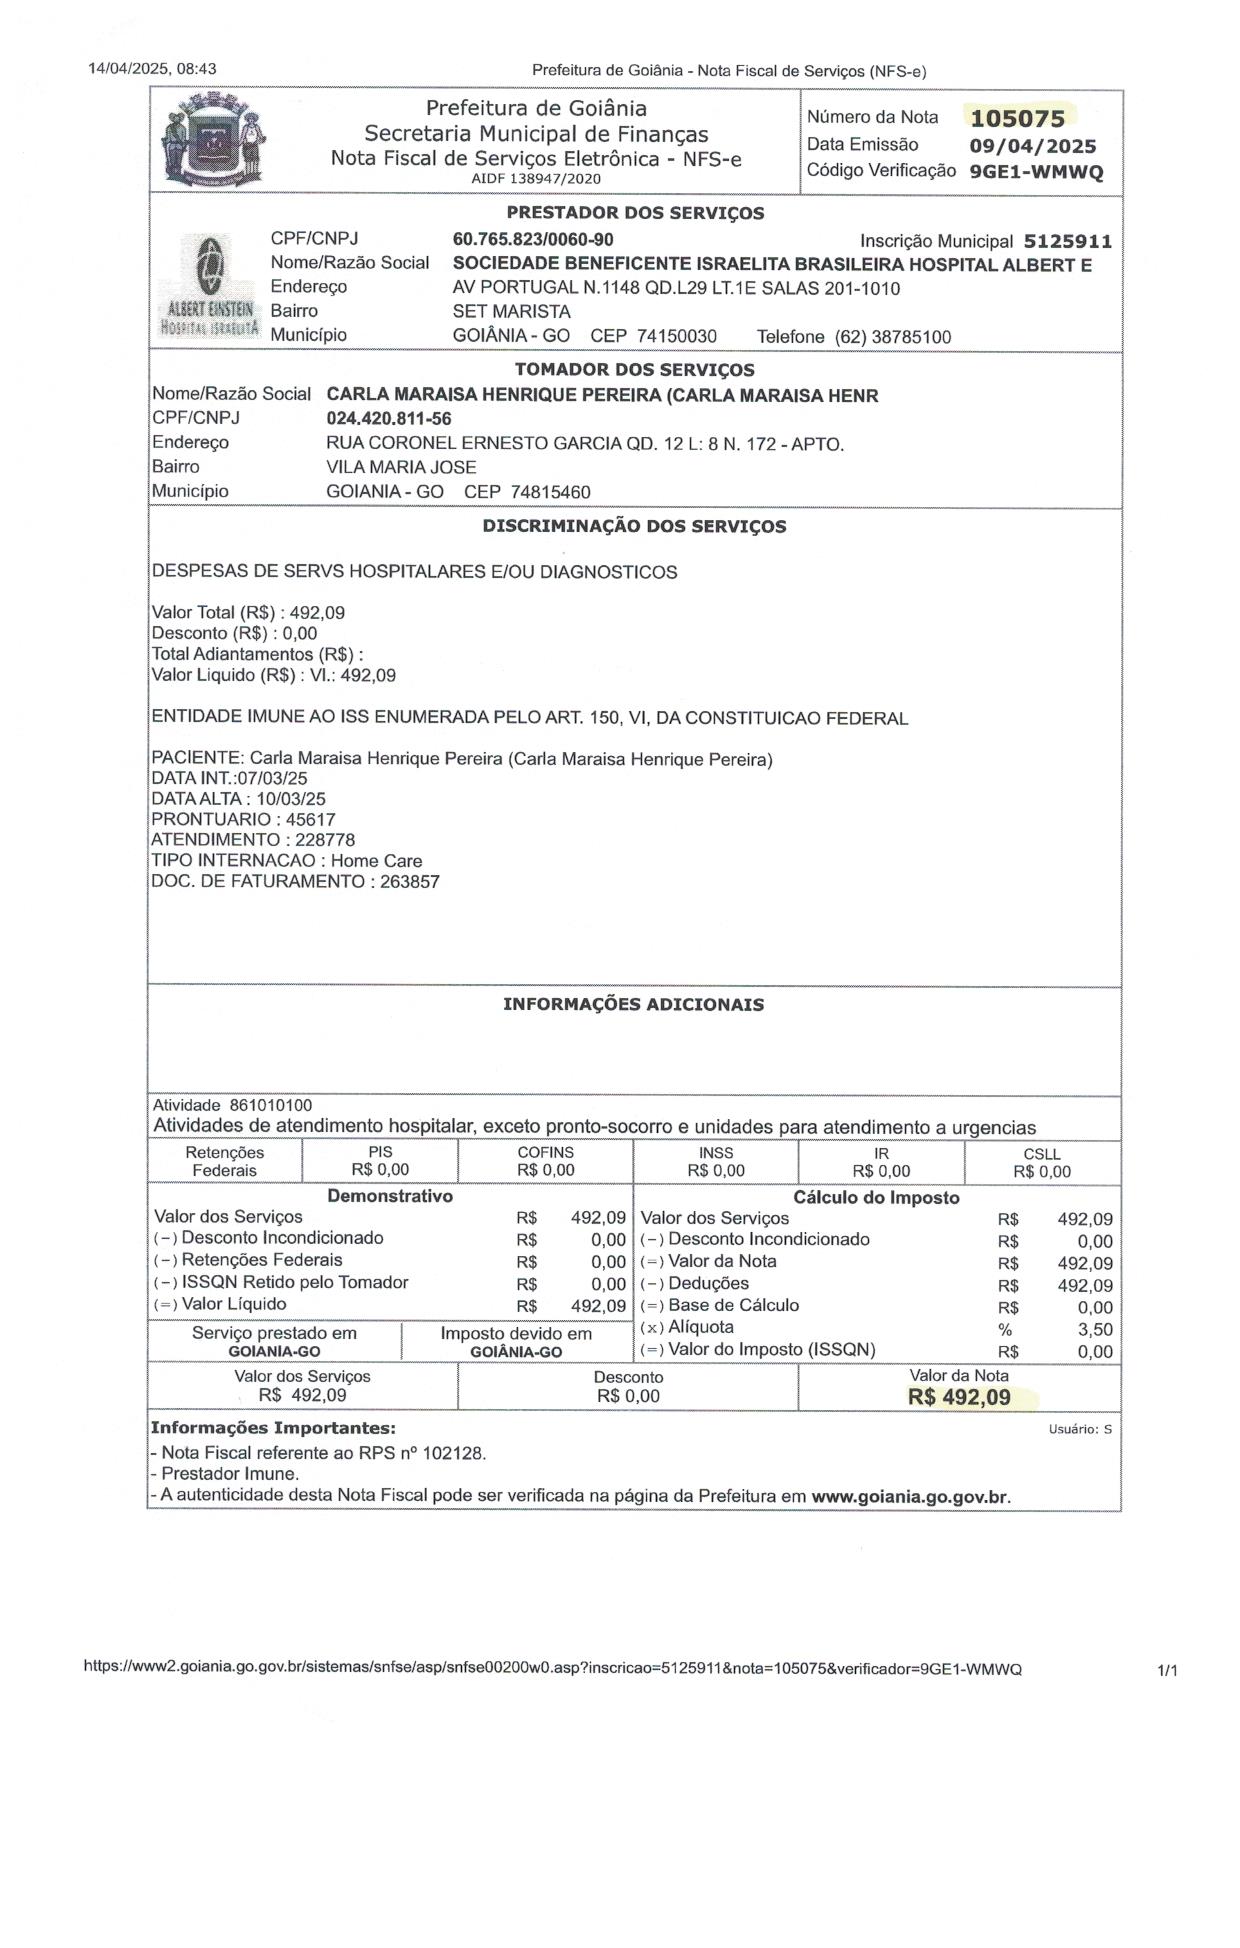 14/04/2025, 08:43 Prefeitura de Goiânia - Nota Fiscal de Serviços (NFS-e)
Prefeitura de Goiânia
Secretaria Municipal de Finanças
Nota Fiscal de Serviços Eletrônica - NFS-e
AIDF 138947/2020
Número da Nota 105075
Data Emissão 09/04/2025
Código Verificação 9GE1-WMWQ
PRESTADOR DOS SERVIÇOS
ALBERT EINSTEIN
HOSPITAL ISRAELITA
CPF/CNPJ 60.765.823/0060-90 Inscrição Municipal 5125911
Nome/Razão Social SOCIEDADE BENEFICENTE ISRAELITA BRASILEIRA HOSPITAL ALBERT E
Endereço AV PORTUGAL N.1148 QD.L29 LT.1E SALAS 201-1010
Bairro SET MARISTA
Município GOIÂNIA - GO CEP 74150030 Telefone (62) 38785100
TOMADOR DOS SERVIÇOS
Nome/Razão Social CARLA MARAISA HENRIQUE PEREIRA (CARLA MARAISA HENR
CPF/CNPJ 024.420.811-56
Endereço RUA CORONEL ERNESTO GARCIA QD. 12 L: 8 N. 172 - APTO.
Bairro VILA MARIA JOSE
Município GOIANIA - GO CEP 74815460
DISCRIMINAÇÃO DOS SERVIÇOS
DESPESAS DE SERVS HOSPITALARES E/OU DIAGNOSTICOS
Valor Total (R$) : 492,09
Desconto (R$) : 0,00
Total Adiantamentos (R$) :
Valor Liquido (R$) : Vl.: 492,09
ENTIDADE IMUNE AO ISS ENUMERADA PELO ART. 150, VI, DA CONSTITUICAO FEDERAL
PACIENTE: Carla Maraisa Henrique Pereira (Carla Maraisa Henrique Pereira)
DATA INT.:07/03/25
DATA ALTA : 10/03/25
PRONTUARIO : 45617
ATENDIMENTO : 228778
TIPO INTERNACAO : Home Care
DOC. DE FATURAMENTO : 263857
INFORMAÇÕES ADICIONAIS
Atividade 861010100
Atividades de atendimento hospitalar, exceto pronto-socorro e unidades para atendimento a urgencias
Retenções Federais PIS R$ 0,00 COFINS R$ 0,00 INSS R$ 0,00 IR R$ 0,00 CSLL R$ 0,00
Demonstrativo
Valor dos Serviços R$ 492,09
(-) Desconto Incondicionado R$ 0,00
(-) Retenções Federais R$ 0,00
(-) ISSQN Retido pelo Tomador R$ 0,00
(=) Valor Líquido R$ 492,09
Serviço prestado em GOIANIA-GO
Imposto devido em GOIÂNIA-GO
Cálculo do Imposto
Valor dos Serviços R$ 492,09
(-) Desconto Incondicionado R$ 0,00
(=) Valor da Nota R$ 492,09
(-) Deduções R$ 492,09
(=) Base de Cálculo R$ 0,00
(x) Alíquota % 3,50
(=) Valor do Imposto (ISSQN) R$ 0,00
Valor dos Serviços Desconto Valor da Nota
R$ 492,09 R$ 0,00 R$ 492,09
Informações Importantes: Usuário: S
- Nota Fiscal referente ao RPS nº 102128.
- Prestador Imune.
- A autenticidade desta Nota Fiscal pode ser verificada na página da Prefeitura em www.goiania.go.gov.br.
https://www2.goiania.go.gov.br/sistemas/snfse/asp/snfse00200w0.asp?inscricao=5125911&nota=105075&verificador=9GE1-WMWQ 1/1